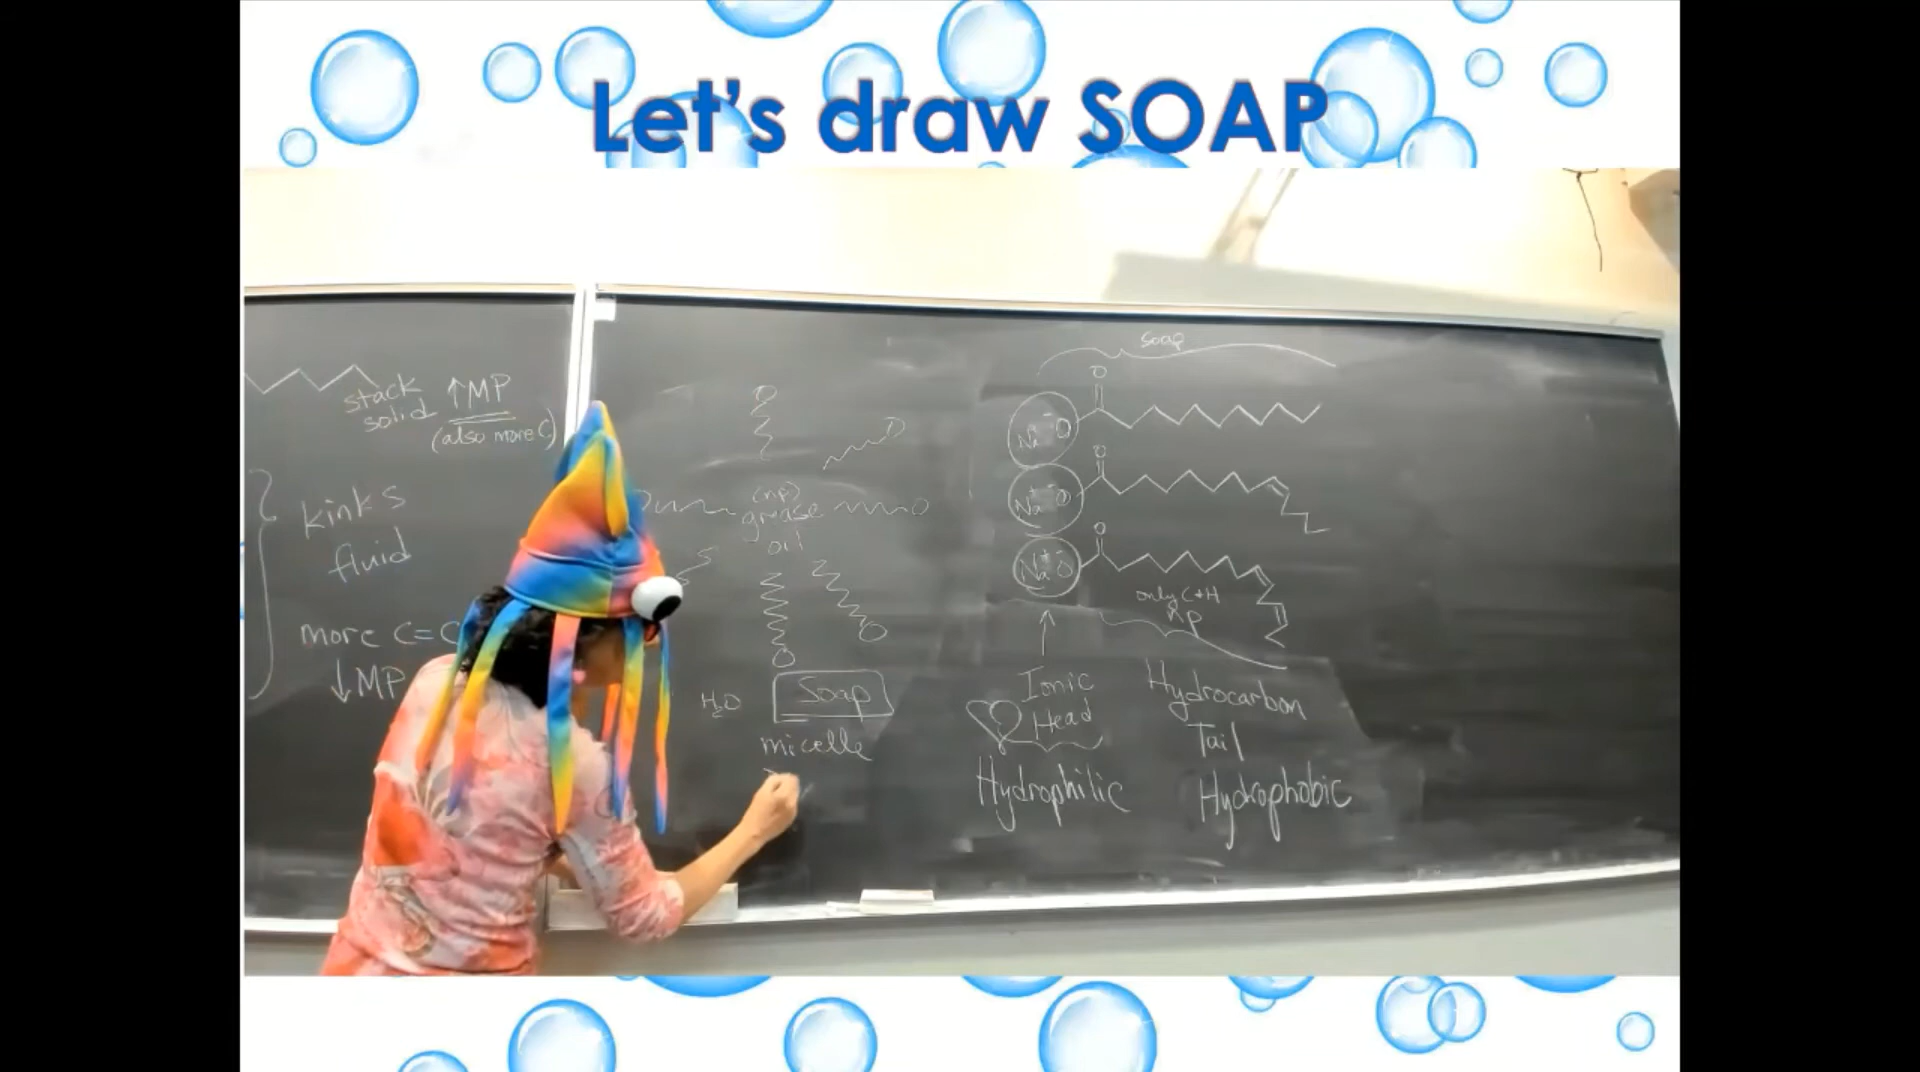 Let's draw SOAP
stack
solid
↑MP
(also more C)
kinks
fluid
more C=C
↓MP
(np)
grease
oil
H₂O
Soap
micelle
soap
O
Na⁺ ⁻O
O
Na⁺ ⁻O
O
Na⁺ ⁻O
only C+H
np
Ionic
Head
Hydrophilic
Hydrocarbon
Tail
Hydrophobic